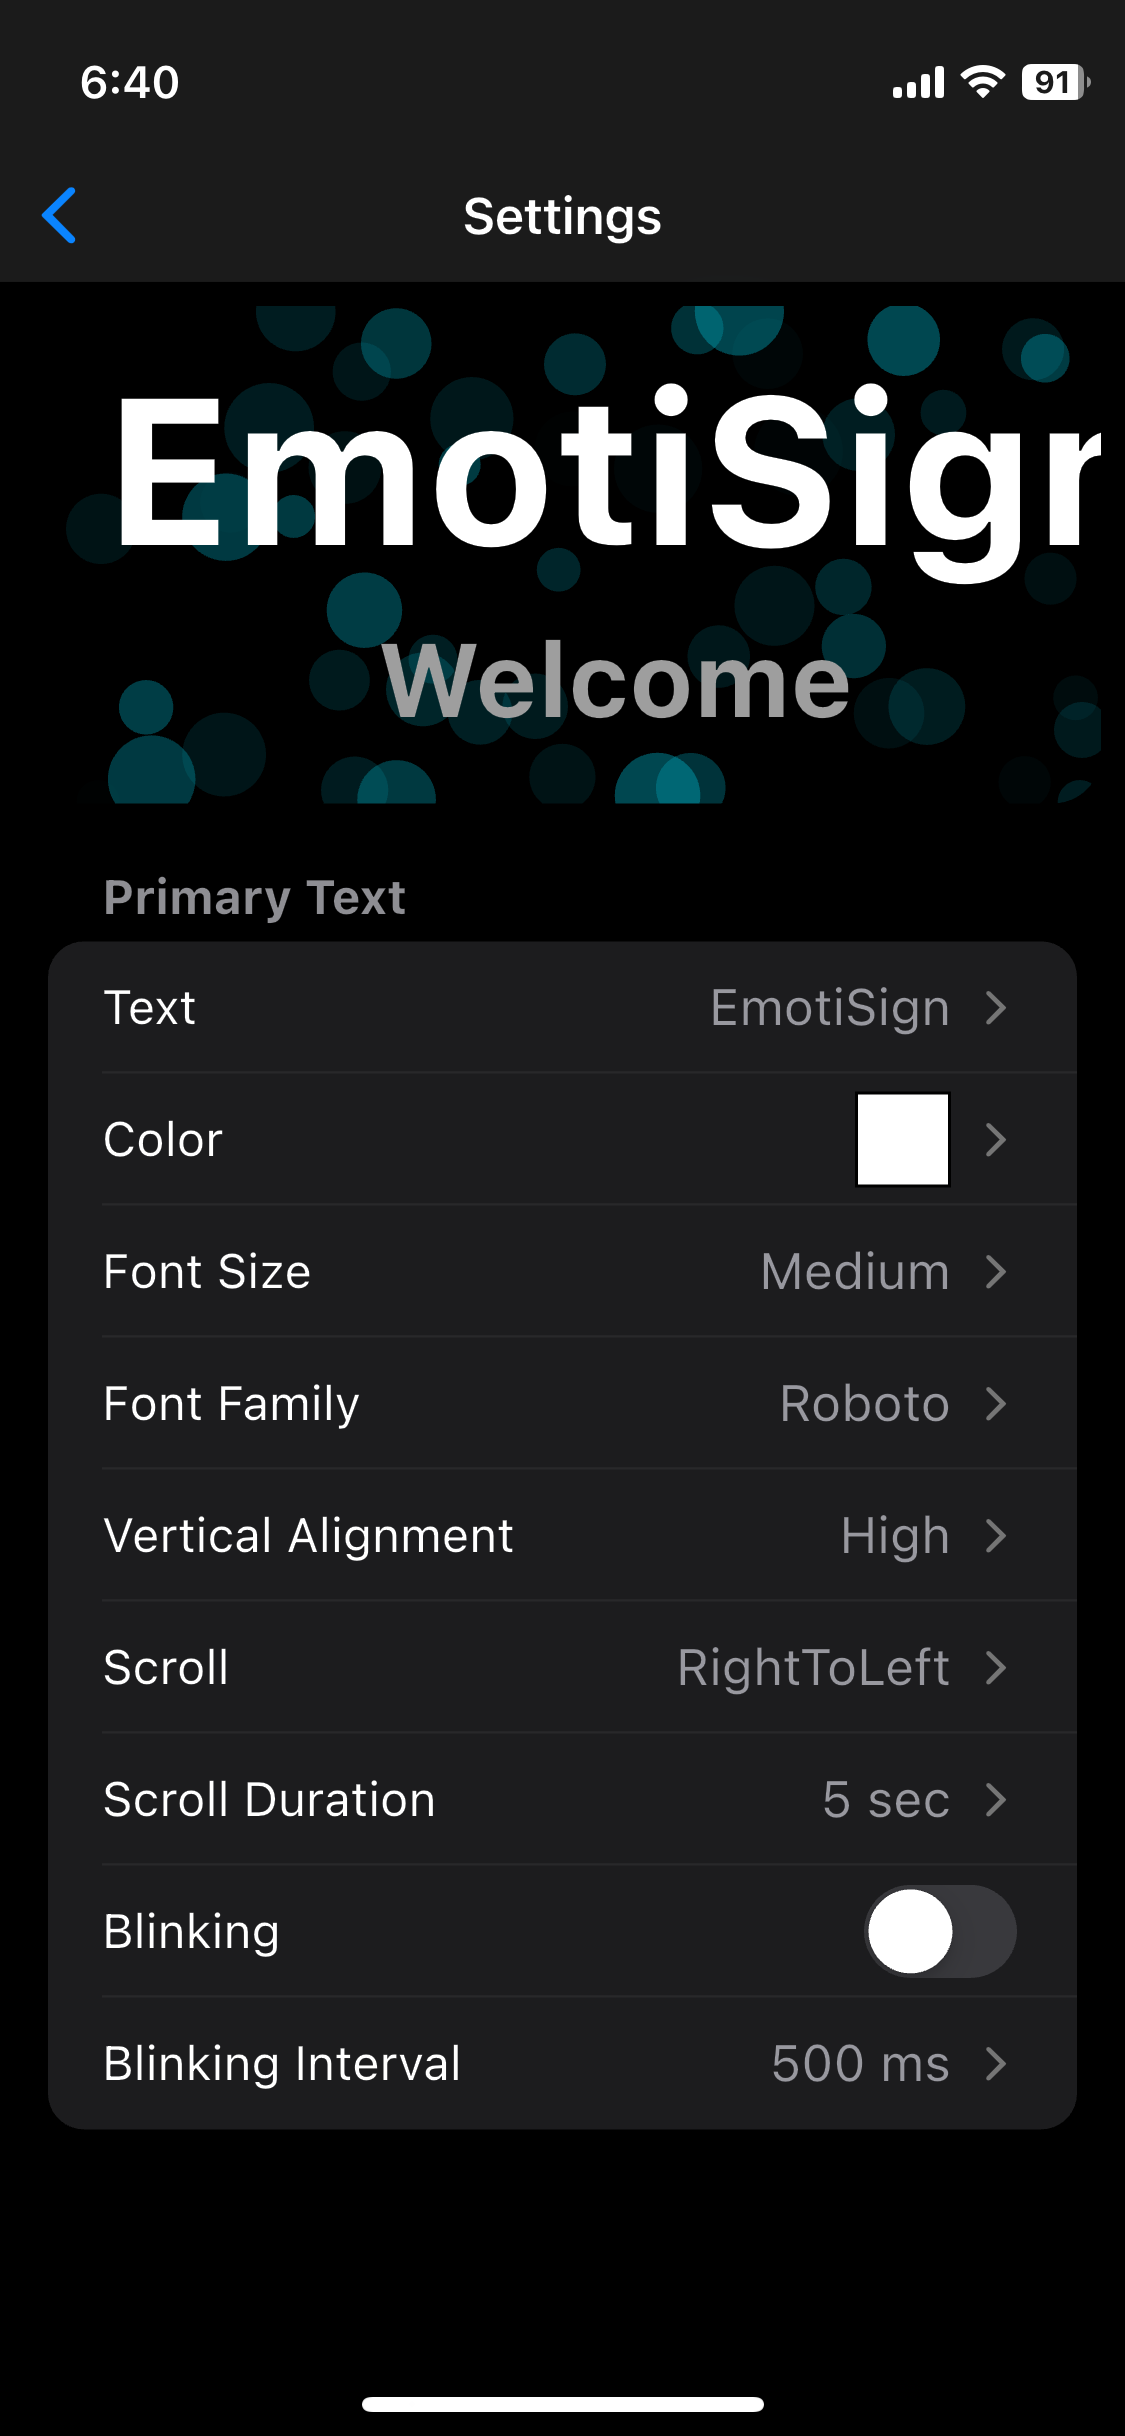 6:40
91
Settings
EmotiSign
Welcome
Primary Text
Text EmotiSign
Color
Font Size Medium
Font Family Roboto
Vertical Alignment High
Scroll RightToLeft
Scroll Duration 5 sec
Blinking
Blinking Interval 500 ms